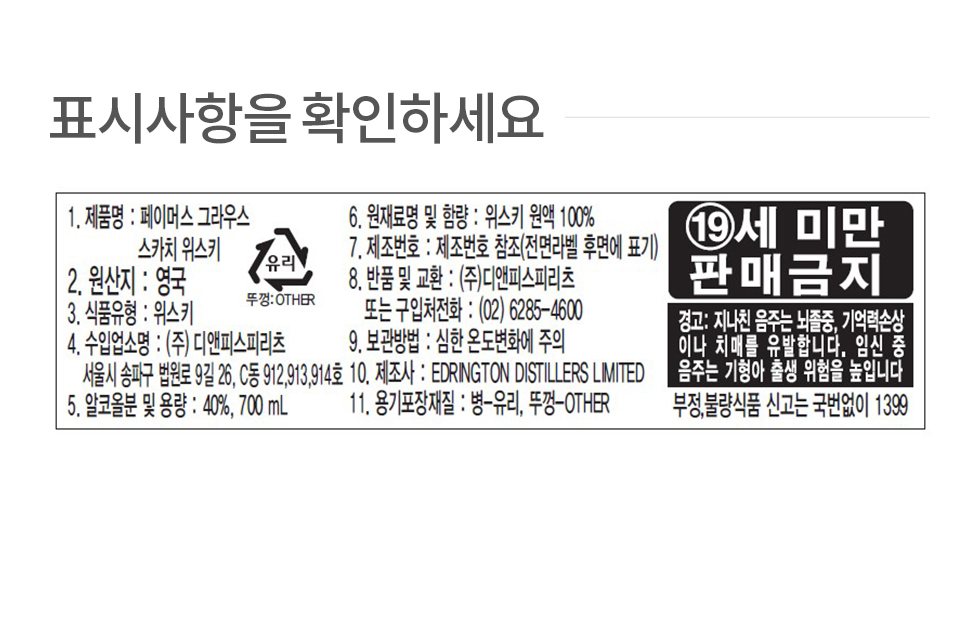 표시사항을 확인하세요
1. 제품명 : 페이머스 그라우스
스카치 위스키
2. 원산지 : 영국
3. 식품유형 : 위스키
4. 수입업소명 : (주) 디앤피스피리츠
서울시 송파구 법원로 9길 26, C동 912,913,914호
5. 알코올분 및 용량 : 40%, 700 mL
유리
뚜껑: OTHER
6. 원재료명 및 함량 : 위스키 원액 100%
7. 제조번호 : 제조번호 참조(전면라벨 후면에 표기)
8. 반품 및 교환 : (주)디앤피스피리츠
또는 구입처전화 : (02) 6285-4600
9. 보관방법 : 심한 온도변화에 주의
10. 제조사 : EDRINGTON DISTILLERS LIMITED
11. 용기포장재질 : 병-유리, 뚜껑-OTHER
19세 미만
판매금지
경고: 지나친 음주는 뇌졸중, 기억력손상
이나 치매를 유발합니다. 임신 중
음주는 기형아 출생 위험을 높입니다
부정,불량식품 신고는 국번없이 1399